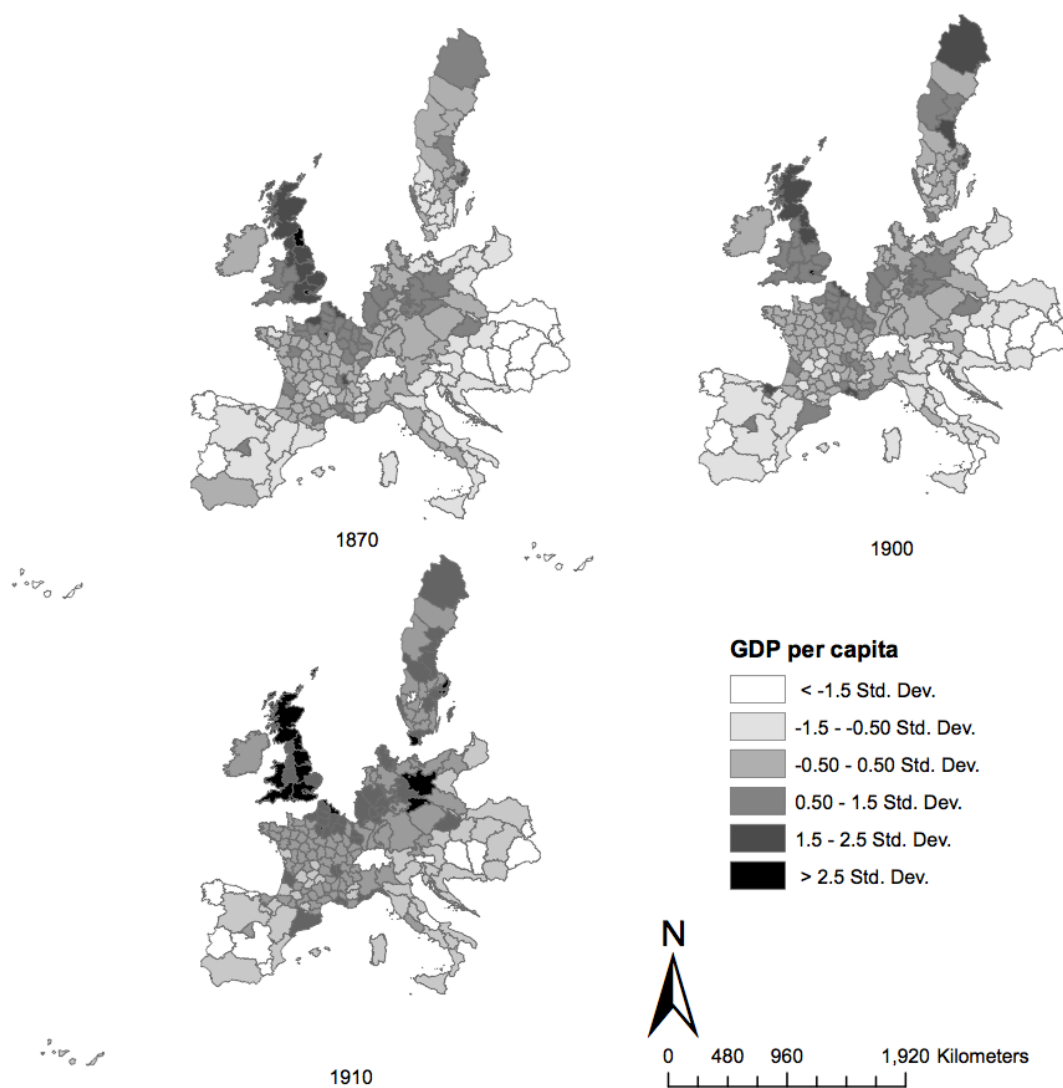 1870
1900
GDP per capita
< -1.5 Std. Dev.
-1.5 - -0.50 Std. Dev.
-0.50 - 0.50 Std. Dev.
0.50 - 1.5 Std. Dev.
1.5 - 2.5 Std. Dev.
> 2.5 Std. Dev.
N
0 480 960 1,920 Kilometers
1910